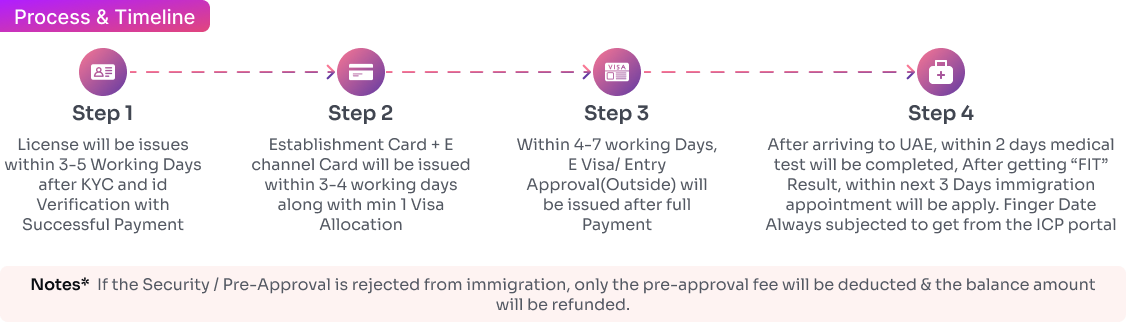 Process & Timeline
VISA
Step 1
License will be issues
within 3-5 Working Days
after KYC and id
Verification with
Successful Payment
Step 2
Establishment Card + E
channel Card will be issued
within 3-4 working days
along with min 1 Visa
Allocation
Step 3
Within 4-7 working Days,
E Visa/ Entry
Approval(Outside) will
be issued after full
Payment
Step 4
After arriving to UAE, within 2 days medical
test will be completed, After getting “FIT”
Result, within next 3 Days immigration
appointment will be apply. Finger Date
Always subjected to get from the ICP portal
Notes* If the Security / Pre-Approval is rejected from immigration, only the pre-approval fee will be deducted & the balance amount
will be refunded.